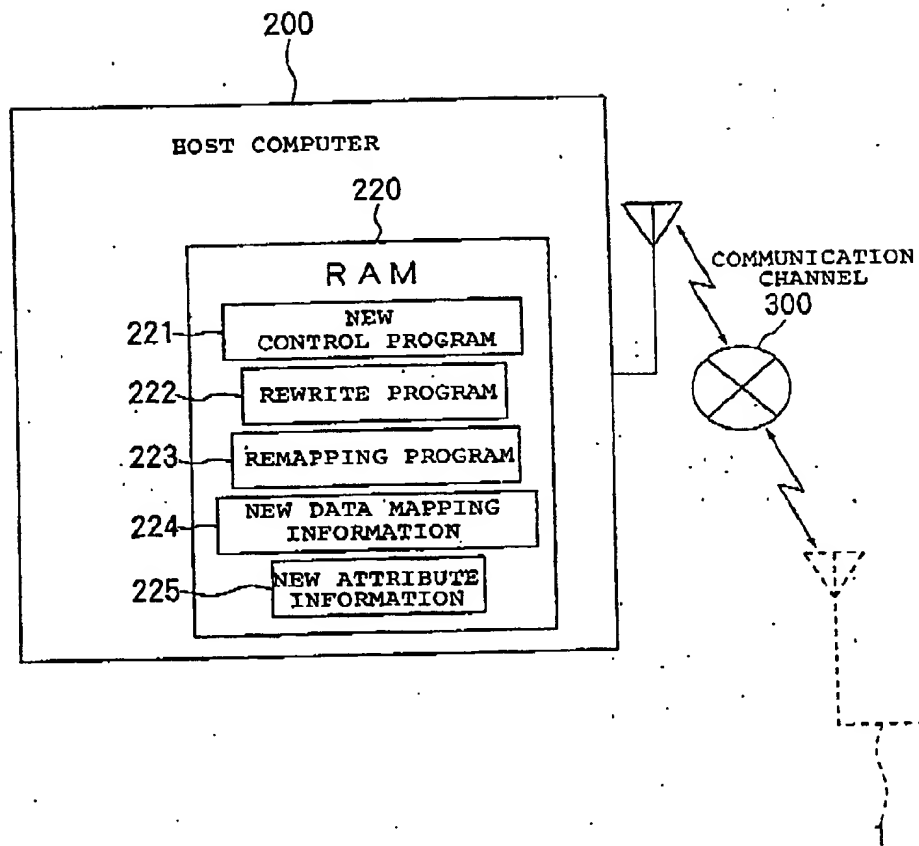 200
HOST COMPUTER
220
RAM
221
NEW
CONTROL PROGRAM
222
REWRITE PROGRAM
223
REMAPPING PROGRAM
224
NEW DATA MAPPING
INFORMATION
225
NEW ATTRIBUTE
INFORMATION
COMMUNICATION
CHANNEL
300
1